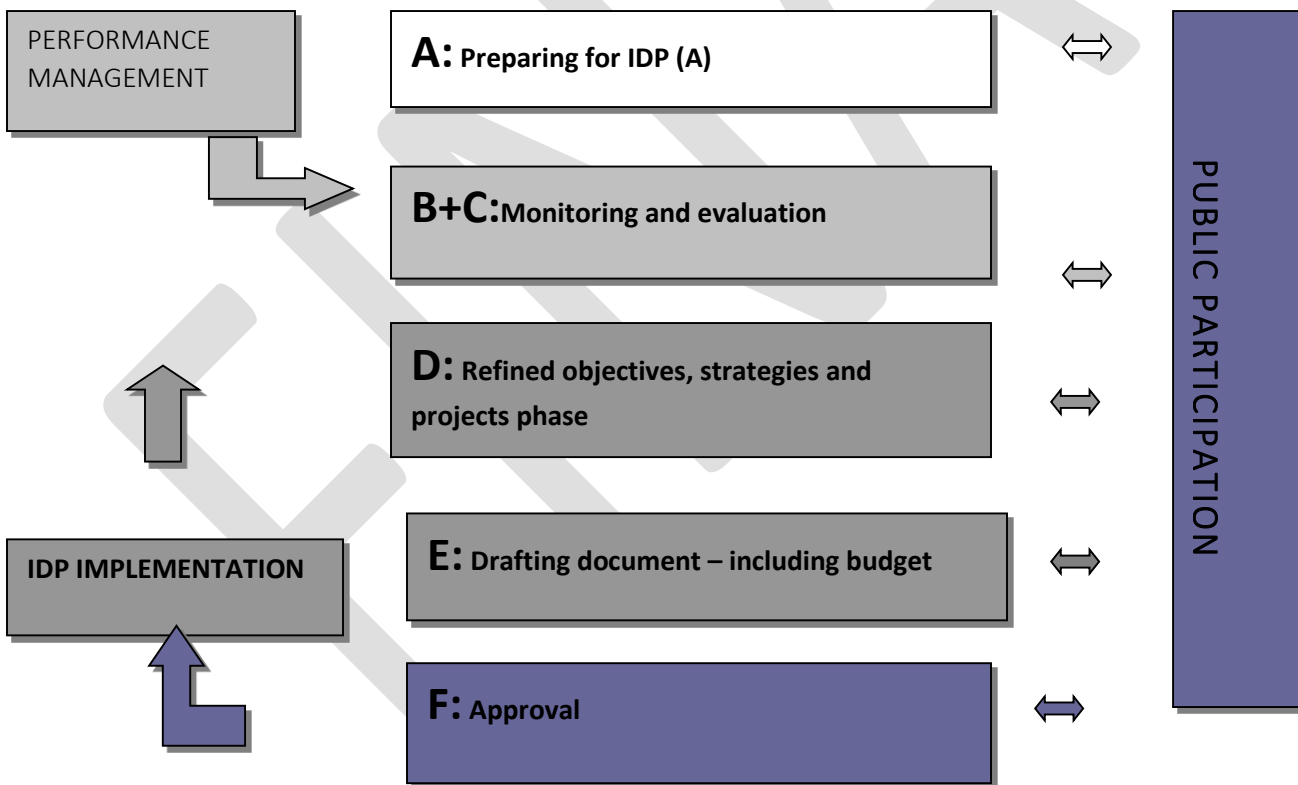 PERFORMANCE
MANAGEMENT
A: Preparing for IDP (A)
B+C:Monitoring and evaluation
D: Refined objectives, strategies and
projects phase
IDP IMPLEMENTATION
E: Drafting document – including budget
F: Approval
PUBLIC PARTICIPATION